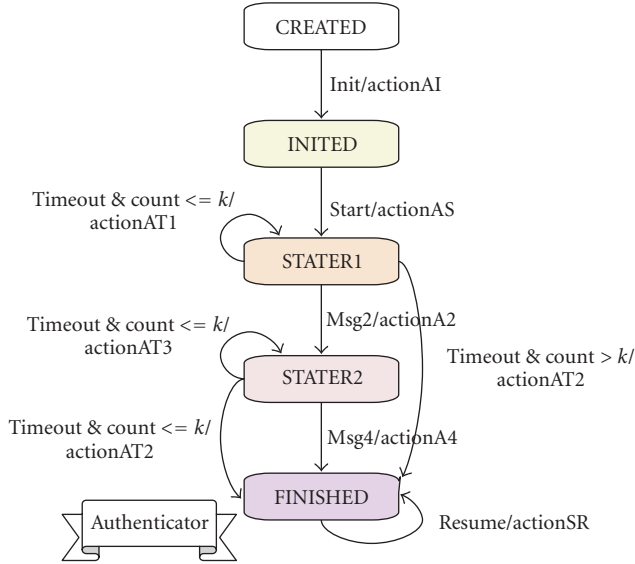 CREATED
Init/actionAI
INITED
Timeout & count <= k/
actionAT1
Start/actionAS
STATER1
Timeout & count <= k/
actionAT3
Msg2/actionA2
STATER2
Timeout & count > k/
actionAT2
Timeout & count <= k/
actionAT2
Msg4/actionA4
FINISHED
Authenticator
Resume/actionSR